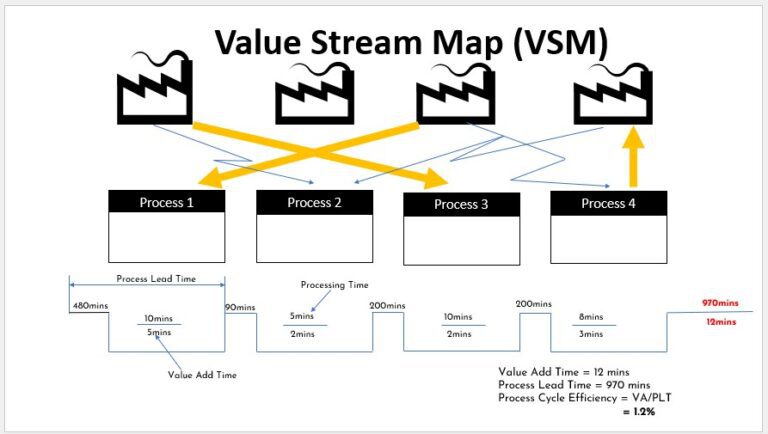 Value Stream Map (VSM)
Process 1
Process 2
Process 3
Process 4
Process Lead Time
Processing Time
480mins
90mins
200mins
200mins
970mins
10mins
5mins
10mins
8mins
12mins
5mins
2mins
2mins
3mins
Value Add Time
Value Add Time = 12 mins
Process Lead Time = 970 mins
Process Cycle Efficiency = VA/PLT
= 1.2%